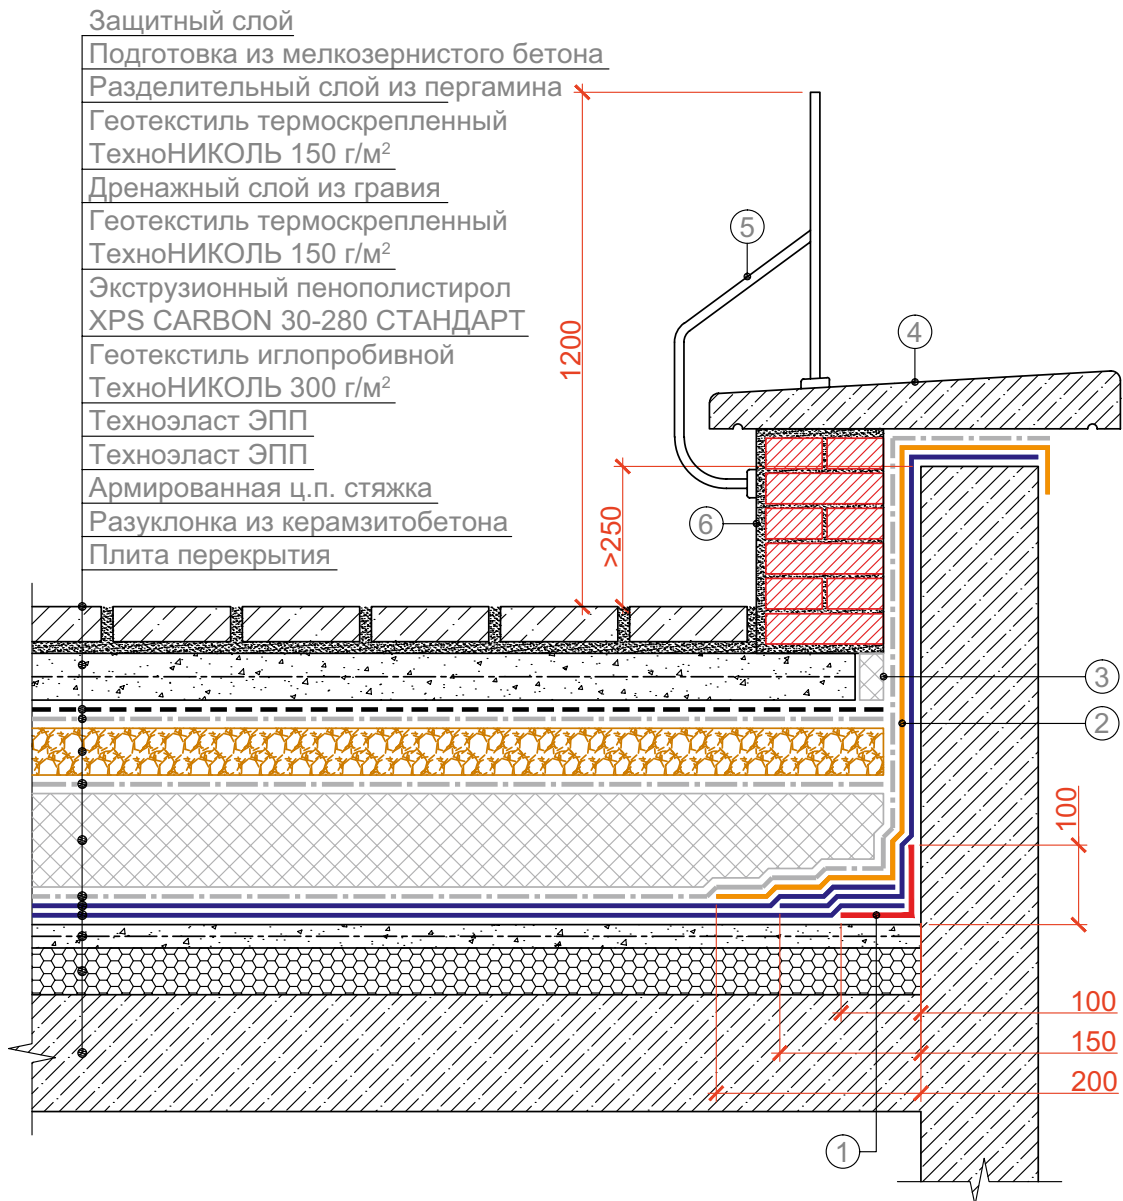 Защитный слой
Подготовка из мелкозернистого бетона
Разделительный слой из пергамина
Геотекстиль термоскрепленный
ТехноНИКОЛЬ 150 г/м²
Дренажный слой из гравия
Геотекстиль термоскрепленный
ТехноНИКОЛЬ 150 г/м²
Экструзионный пенополистирол
XPS CARBON 30-280 СТАНДАРТ
Геотекстиль иглопробивной
ТехноНИКОЛЬ 300 г/м²
Техноэласт ЭПП
Техноэласт ЭПП
Армированная ц.п. стяжка
Разуклонка из керамзитобетона
Плита перекрытия
5
4
1200
6
>250
3
2
100
100
150
200
1